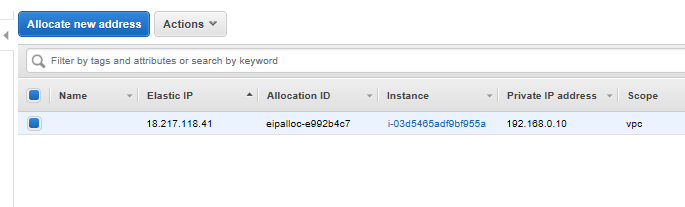 Allocate new address Actions
Filter by tags and attributes or search by keyword
Name Elastic IP Allocation ID Instance Private IP address Scope
18.217.118.41 eipalloc-e992b4c7 i-03d5465adf9bf955a 192.168.0.10 vpc